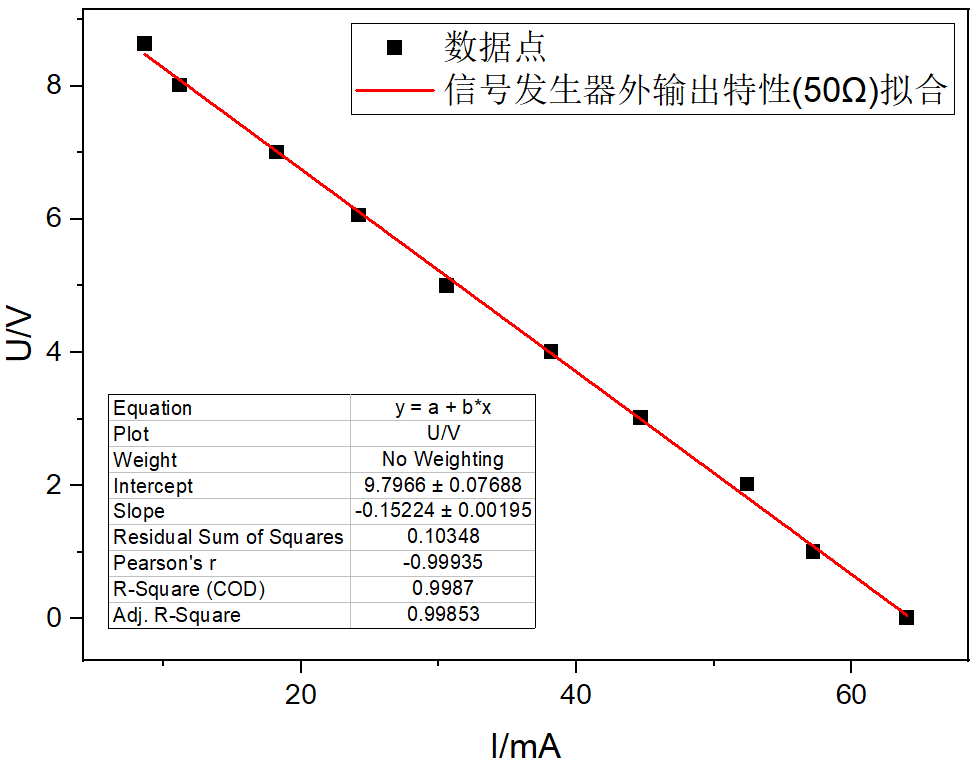 数据点
信号发生器外输出特性(50Ω)拟合
8
6
4
2
0
U/V
Equation y = a + b*x
Plot U/V
Weight No Weighting
Intercept 9.7966 ± 0.07688
Slope -0.15224 ± 0.00195
Residual Sum of Squares 0.10348
Pearson's r -0.99935
R-Square (COD) 0.9987
Adj. R-Square 0.99853
20 40 60
I/mA